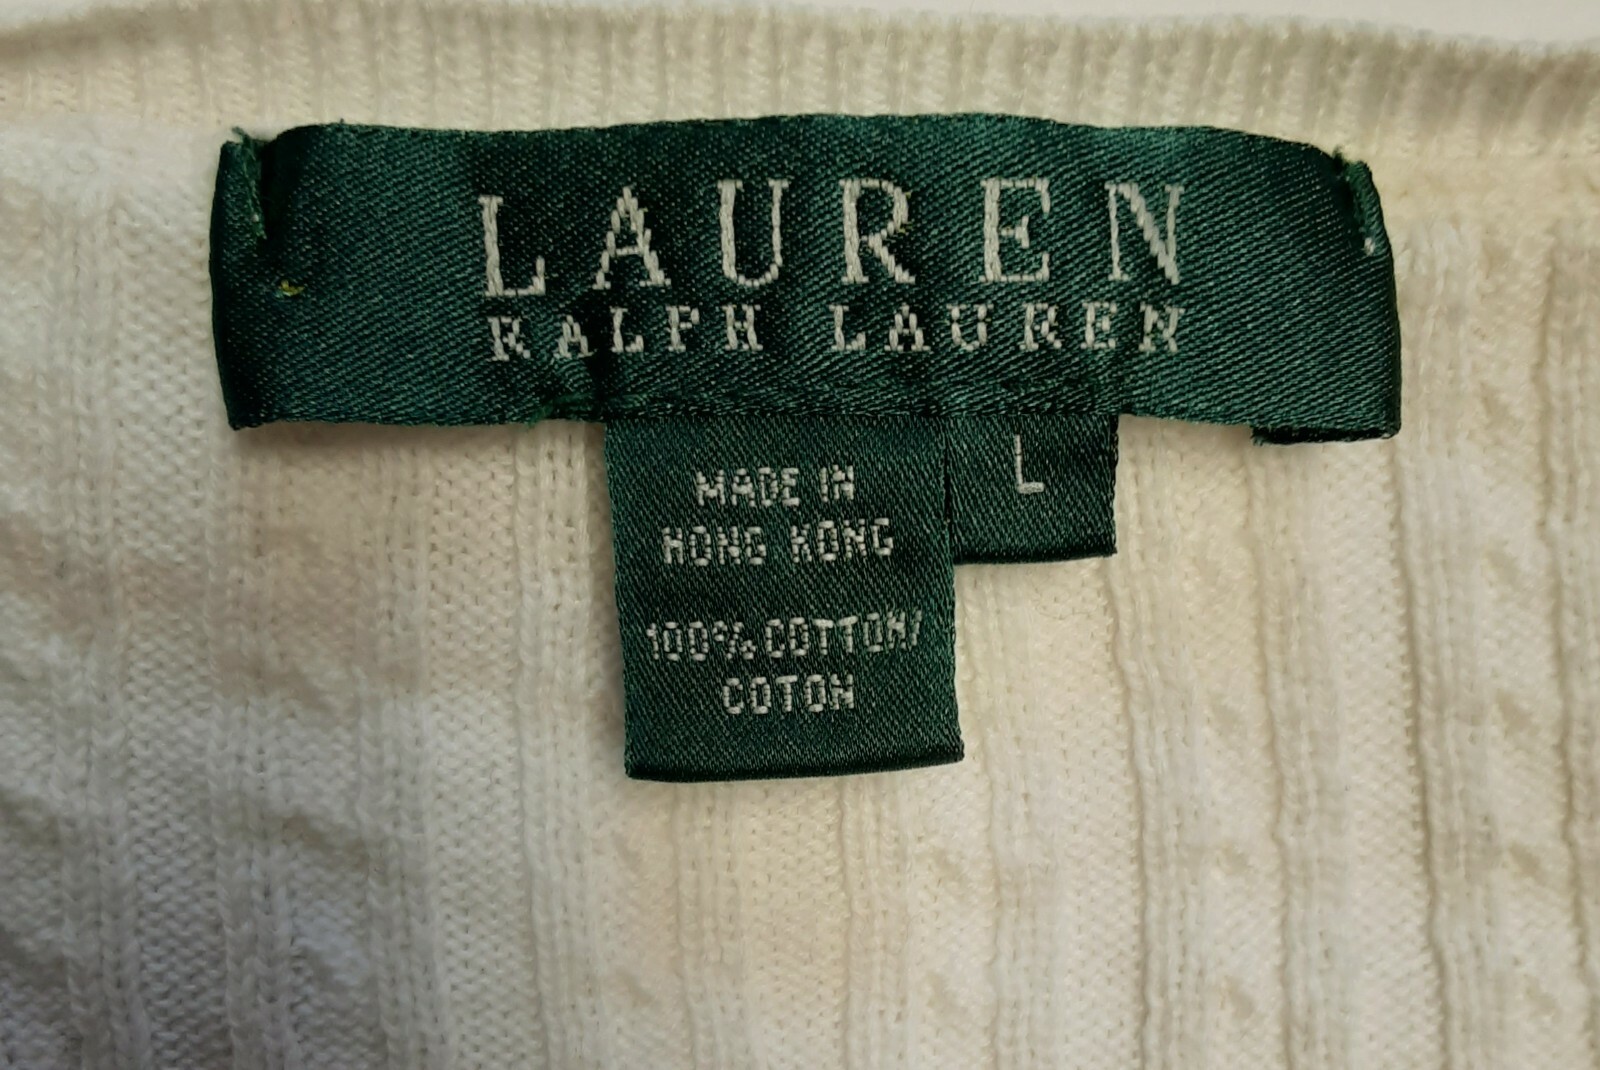 LAUREN
RALPH LAUREN
L
MADE IN
HONG KONG
100% COTTON/
COTON